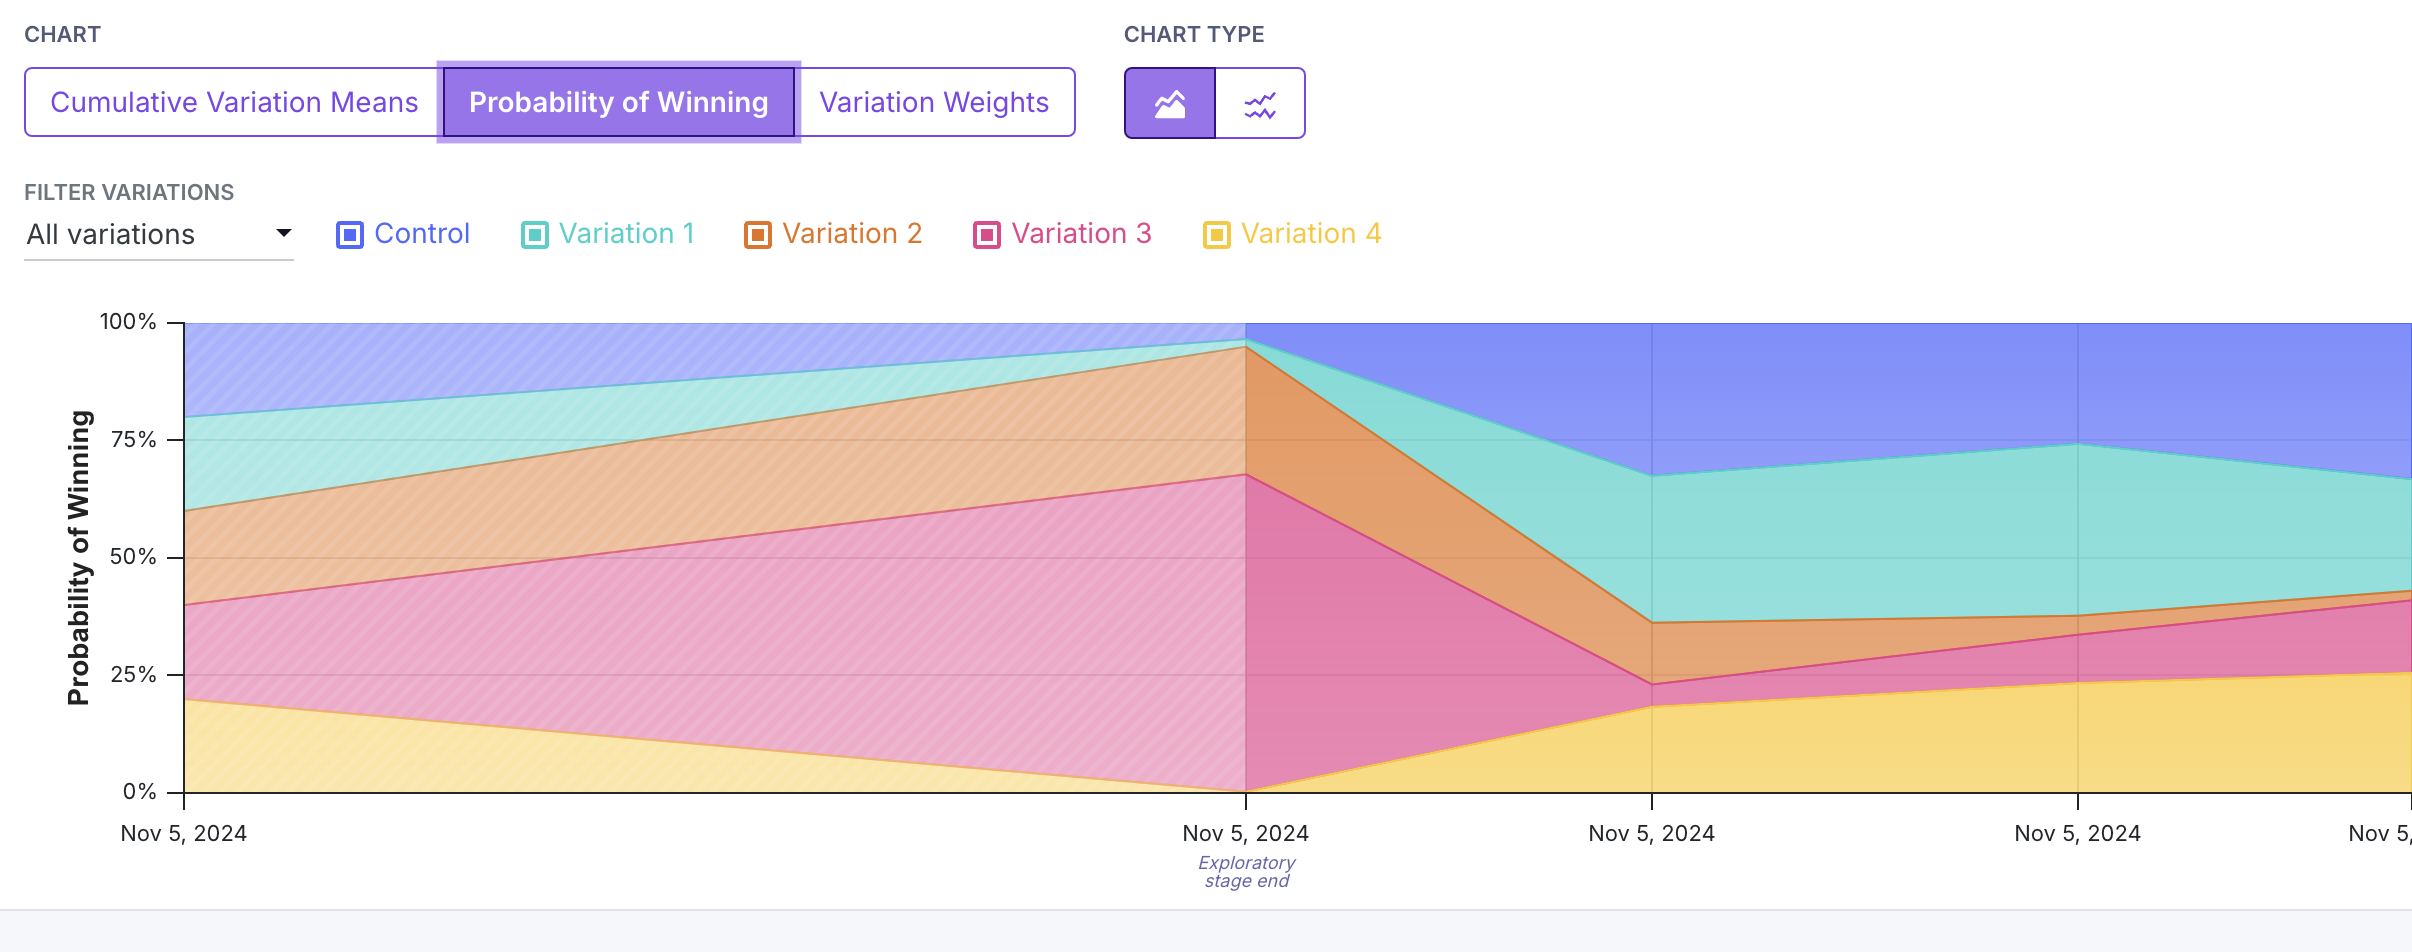 CHART
CHART TYPE
Cumulative Variation Means
Probability of Winning
Variation Weights
FILTER VARIATIONS
All variations
Control
Variation 1
Variation 2
Variation 3
Variation 4
Probability of Winning
100%
75%
50%
25%
0%
Nov 5, 2024
Nov 5, 2024
Exploratory
stage end
Nov 5, 2024
Nov 5, 2024
Nov 5,